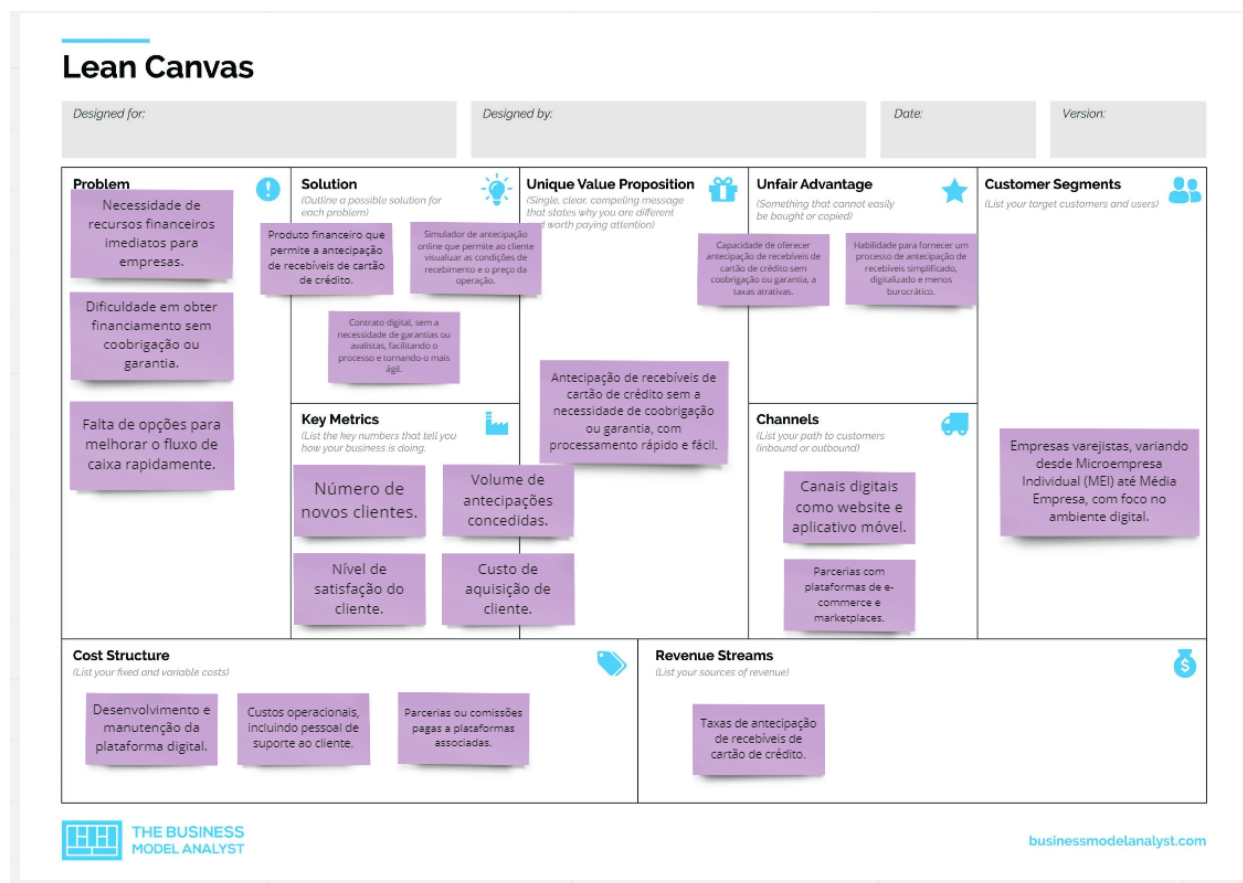 Lean Canvas
Designed for:
Designed by:
Date:
Version:
Problem
Necessidade de
recursos financeiros
imediatos para
empresas.
Dificuldade em obter
financiamento sem
coobrigação ou
garantia.
Falta de opções para
melhorar o fluxo de
caixa rapidamente.
Solution
(Outline a possible solution for
each problem)
Produto financeiro que
permite a antecipação
de recebíveis de cartão
de crédito.
Simulador de antecipação
online que permite ao cliente
visualizar as condições de
recebimento e o preço da
operação.
Contrato digital, sem a
necessidade de garantias ou
avalistas, facilitando o
processo e tornando-o mais
ágil.
Key Metrics
(List the key numbers that tell you
how your business is doing.
Número de
novos clientes.
Volume de
antecipações
concedidas.
Nível de
satisfação do
cliente.
Custo de
aquisição de
cliente.
Unique Value Proposition
(Single, clear, compeling message
that states why you are different
d worth paying attention)
Antecipação de recebíveis de
cartão de crédito sem a
necessidade de coobrigação
ou garantia, com
processamento rápido e fácil.
Unfair Advantage
(Something that cannot easily
be bought or copied)
Capacidade de oferecer
antecipação de recebíveis de
cartão de crédito sem
coobrigação ou garantia, a
taxas atrativas.
Habilidade para fornecer um
processo de antecipação de
recebíveis simplificado,
digitalizado e menos
burocrático.
Channels
(List your path to customers
(inbound or outbound)
Canais digitais
como website e
aplicativo móvel.
Parcerias com
plataformas de e-
commerce e
marketplaces.
Customer Segments
(List your target customers and users)
Empresas varejistas, variando
desde Microempresa
Individual (MEI) até Média
Empresa, com foco no
ambiente digital.
Cost Structure
(List your fixed and variable costs)
Desenvolvimento e
manutenção da
plataforma digital.
Custos operacionais,
incluindo pessoal de
suporte ao cliente.
Parcerias ou comissões
pagas a plataformas
associadas.
Revenue Streams
(List your sources of revenue)
Taxas de antecipação
de recebíveis de
cartão de crédito.
THE BUSINESS
MODEL ANALYST
businessmodelanalyst.com